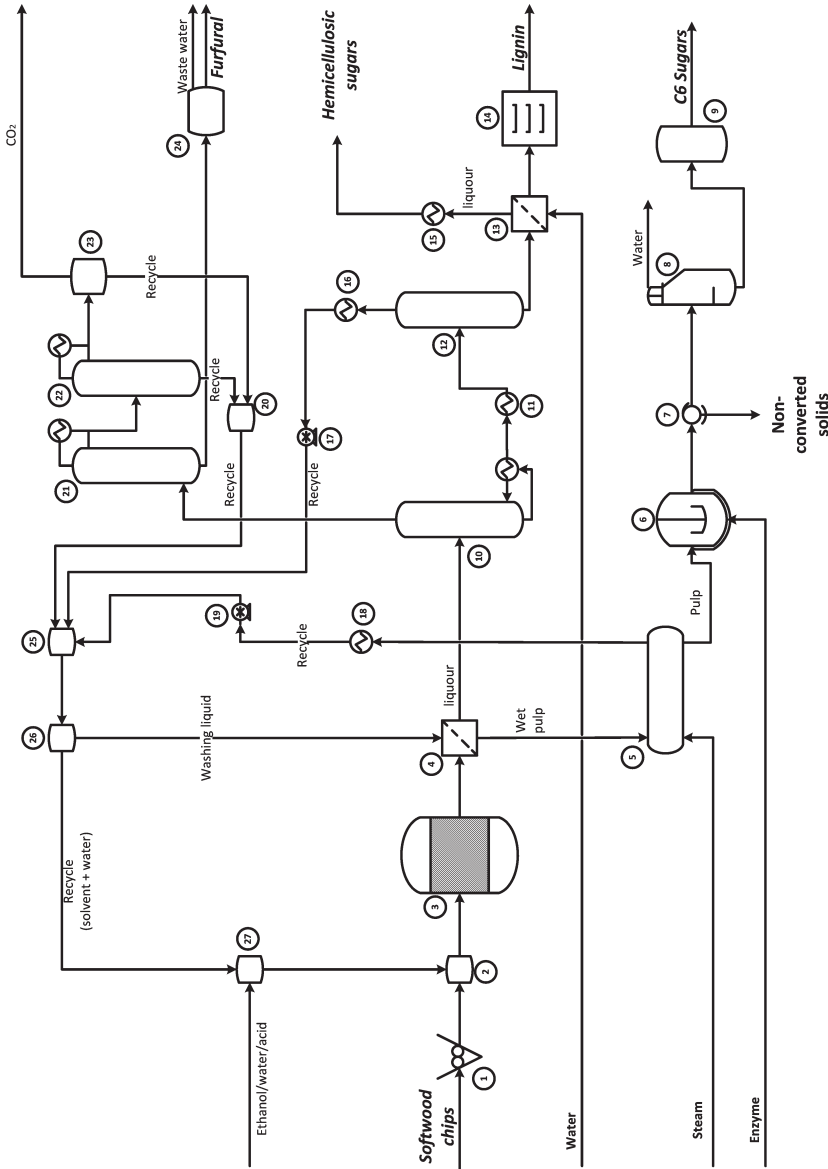 CO2
Waste water
Furfural
24
23
Recycle
22
Recycle
20
21
Recycle
Hemicellulosic
sugars
Lignin
14
liquour
15
13
16
12
17
11
Recycle
10
C6 Sugars
9
Water
8
7
Non-
converted
solids
6
Pulp
25
19
18
Recycle
26
Washing liquid
liquour
4
Wet
pulp
5
Recycle
(solvent + water)
3
27
2
Ethanol/water/acid
1
Softwood
chips
Water
Steam
Enzyme